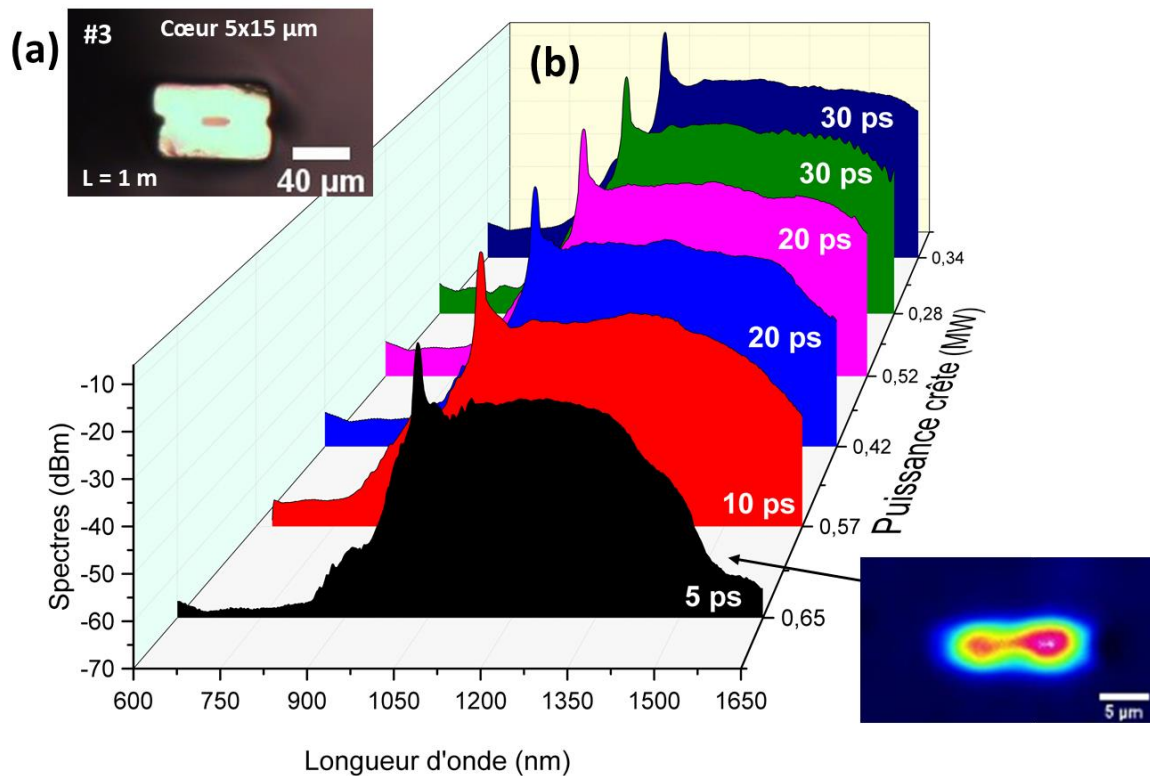 (a)
#3
Cœur 5x15 µm
L = 1 m
40 µm
(b)
30 ps
30 ps
20 ps
20 ps
10 ps
5 ps
Spectres (dBm)
-10
-20
-30
-40
-50
-60
-70
600
750
900
1050
1200
1350
1500
1650
Longueur d'onde (nm)
0,34
0,28
0,52
0,42
0,57
0,65
Puissance crête (MW)
5 µm